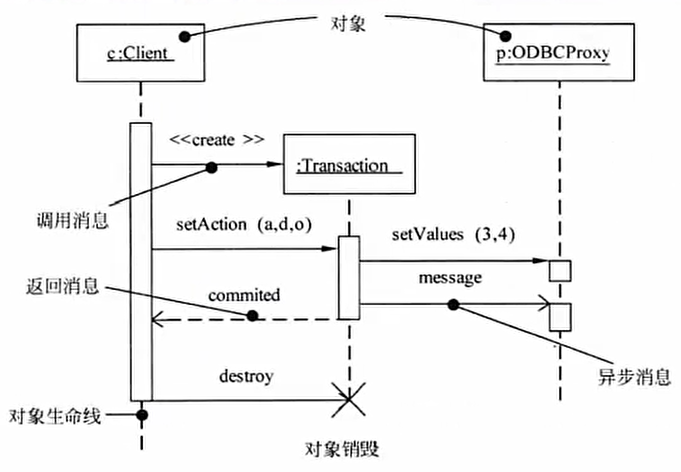 对象
c:Client
p:ODBCProxy
<<create >>
:Transaction
调用消息
setAction (a,d,o)
setValues (3,4)
返回消息
commited
message
destroy
异步消息
对象生命线
对象销毁